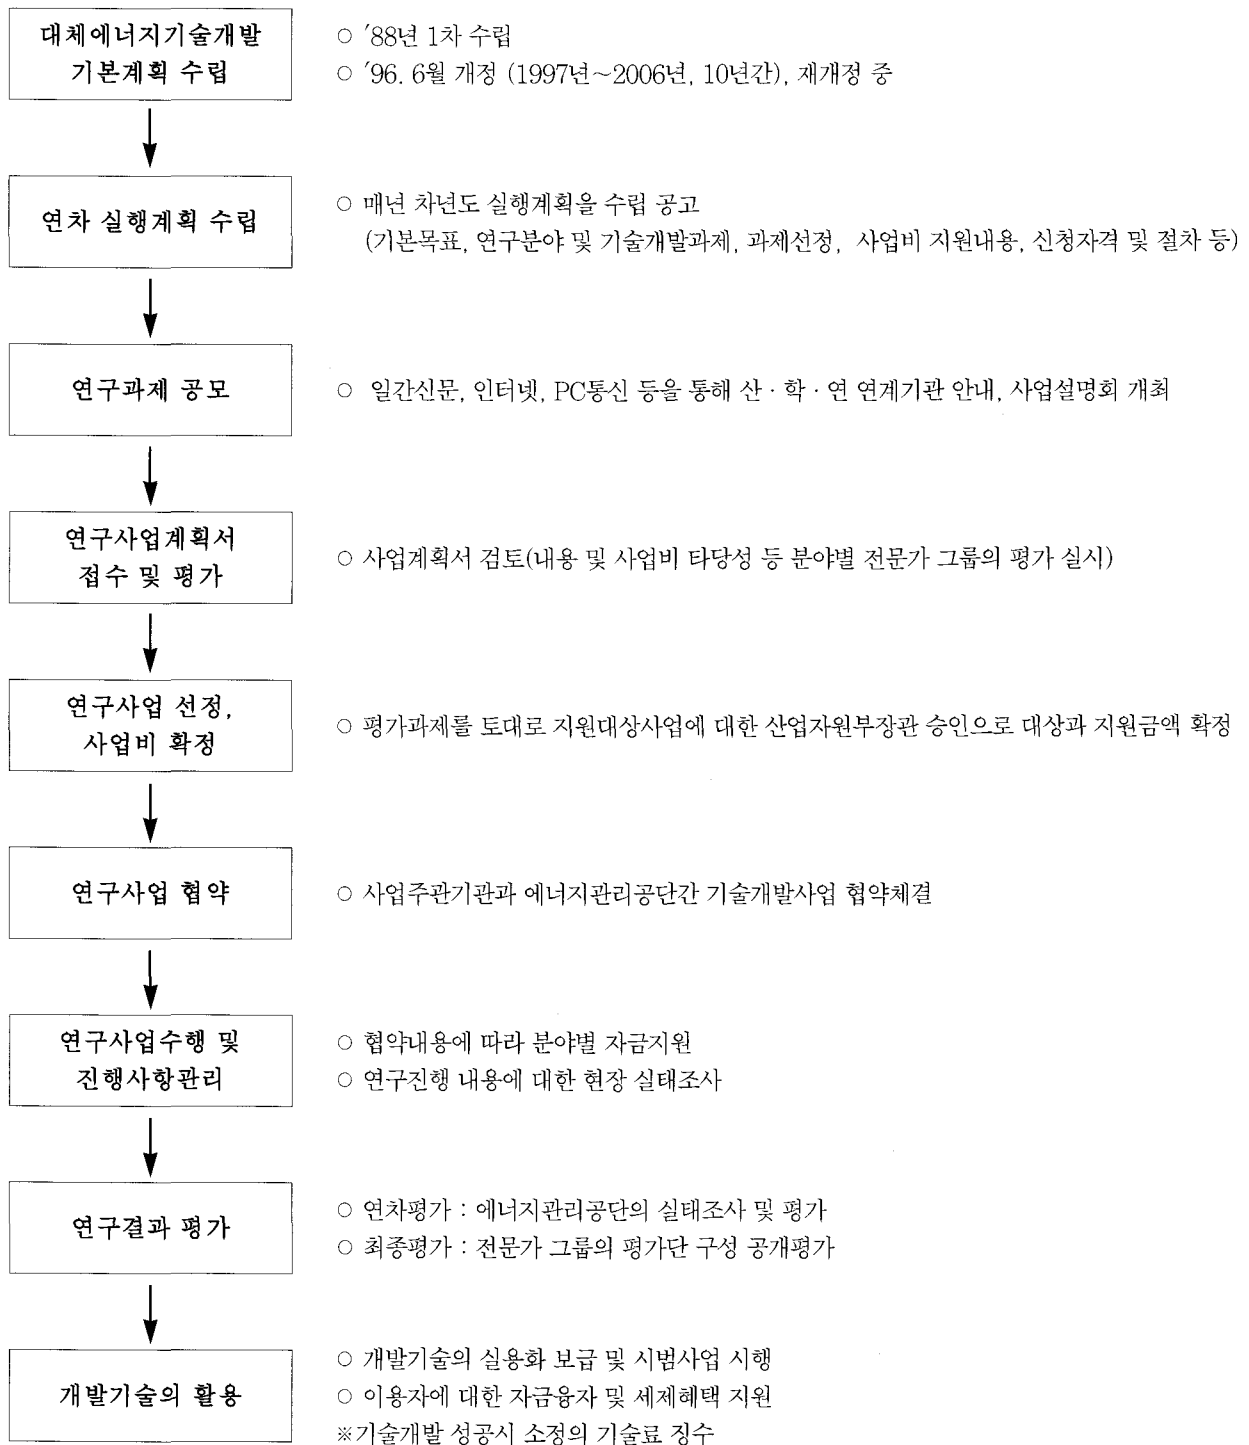 대체에너지기술개발
기본계획 수립
○ ′88년 1차 수립
○ ′96. 6월 개정 (1997년~2006년, 10년간), 재개정 중
연차 실행계획 수립
○ 매년 차년도 실행계획을 수립 공고
(기본목표, 연구분야 및 기술개발과제, 과제선정, 사업비 지원내용, 신청자격 및 절차 등)
연구과제 공모
○ 일간신문, 인터넷, PC통신 등을 통해 산 · 학 · 연 연계기관 안내, 사업설명회 개최
연구사업계획서
접수 및 평가
○ 사업계획서 검토(내용 및 사업비 타당성 등 분야별 전문가 그룹의 평가 실시)
연구사업 선정,
사업비 확정
○ 평가과제를 토대로 지원대상사업에 대한 산업자원부장관 승인으로 대상과 지원금액 확정
연구사업 협약
○ 사업주관기관과 에너지관리공단간 기술개발사업 협약체결
연구사업수행 및
진행사항관리
○ 협약내용에 따라 분야별 자금지원
○ 연구진행 내용에 대한 현장 실태조사
연구결과 평가
○ 연차평가 : 에너지관리공단의 실태조사 및 평가
○ 최종평가 : 전문가 그룹의 평가단 구성 공개평가
개발기술의 활용
○ 개발기술의 실용화 보급 및 시범사업 시행
○ 이용자에 대한 자금융자 및 세제혜택 지원
※기술개발 성공시 소정의 기술료 징수